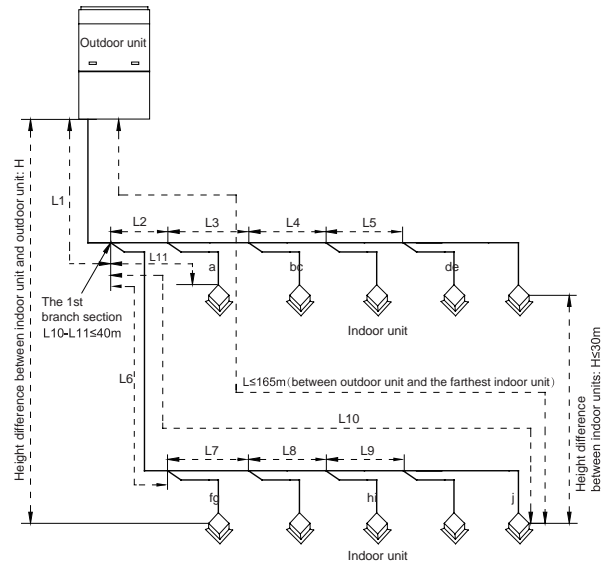 Outdoor unit
Height difference between indoor unit and outdoor unit: H
L1
L2
L3
L4
L5
L11
a
bc
de
The 1st
branch section
L10-L11≤40m
Indoor unit
L6
L≤165m(between outdoor unit and the farthest indoor unit)
L10
Height difference
between indoor units: H≤30m
L7
L8
L9
fg
hi
j
Indoor unit